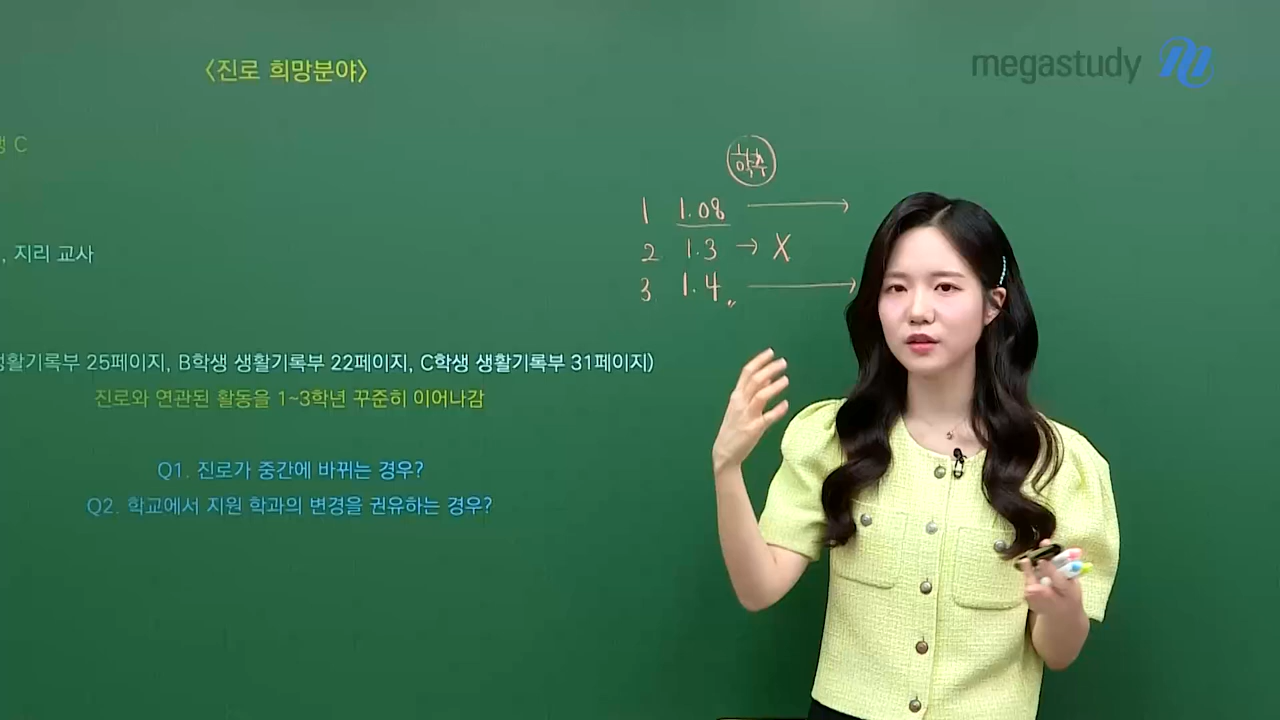 <진로 희망분야>
megastudy
생 C
학추
1 1.08 →
, 지리 교사
2 1.3 → X
3 1.4 →
생활기록부 25페이지, B학생 생활기록부 22페이지, C학생 생활기록부 31페이지)
진로와 연관된 활동을 1~3학년 꾸준히 이어나감
Q1. 진로가 중간에 바뀌는 경우?
Q2. 학교에서 지원 학과의 변경을 권유하는 경우?